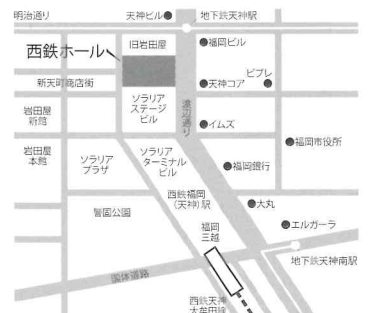 明治通り
天神ビル
地下鉄天神駅
西鉄ホール
旧岩田屋
福岡ビル
新天町商店街
天神コア
ビブレ
岩田屋
新館
ソラリア
ステージ
ビル
渡辺通り
イムズ
福岡市役所
岩田屋
本館
ソラリア
プラザ
ソラリア
ターミナル
ビル
福岡銀行
西鉄福岡
(天神)駅
大丸
警固公園
福岡
三越
エルガーラ
地下鉄天神南駅
国体道路
西鉄天神
大牟田線